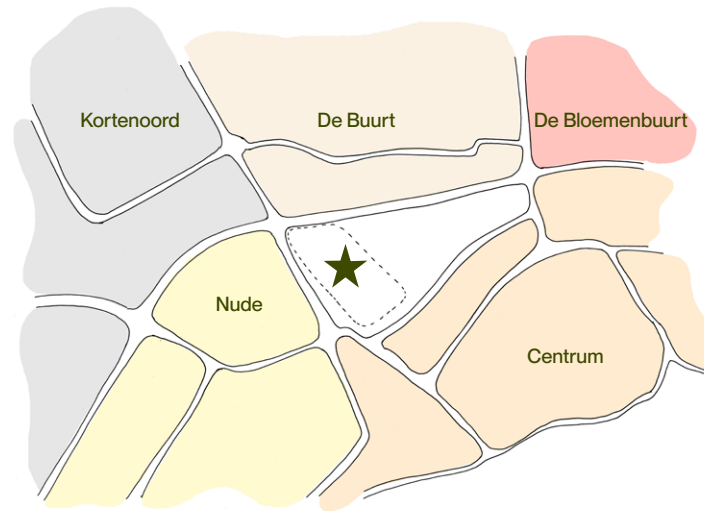 Kortenoord
De Buurt
De Bloemenbuurt
Nude
Centrum